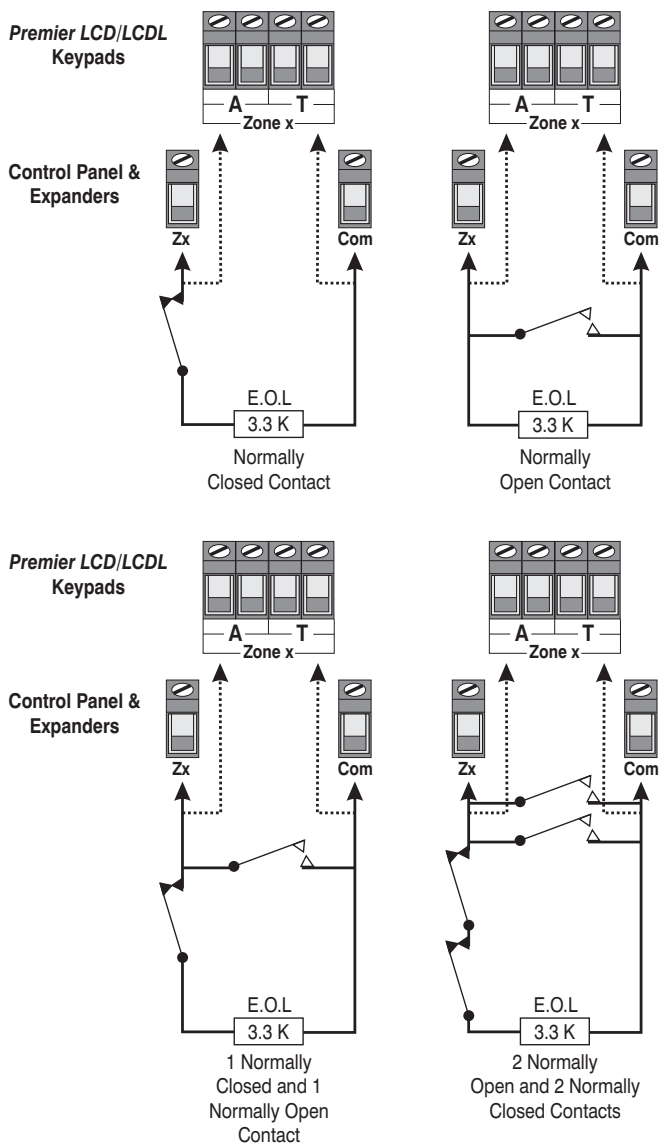 Premier LCD/LCDL
Keypads
A T
Zone x
A T
Zone x
Control Panel &
Expanders
Zx
Com
Zx
Com
E.O.L
3.3 K
Normally
Closed Contact
E.O.L
3.3 K
Normally
Open Contact
Premier LCD/LCDL
Keypads
A T
Zone x
A T
Zone x
Control Panel &
Expanders
Zx
Com
Zx
Com
E.O.L
3.3 K
1 Normally
Closed and 1
Normally Open
Contact
E.O.L
3.3 K
2 Normally
Open and 2 Normally
Closed Contacts